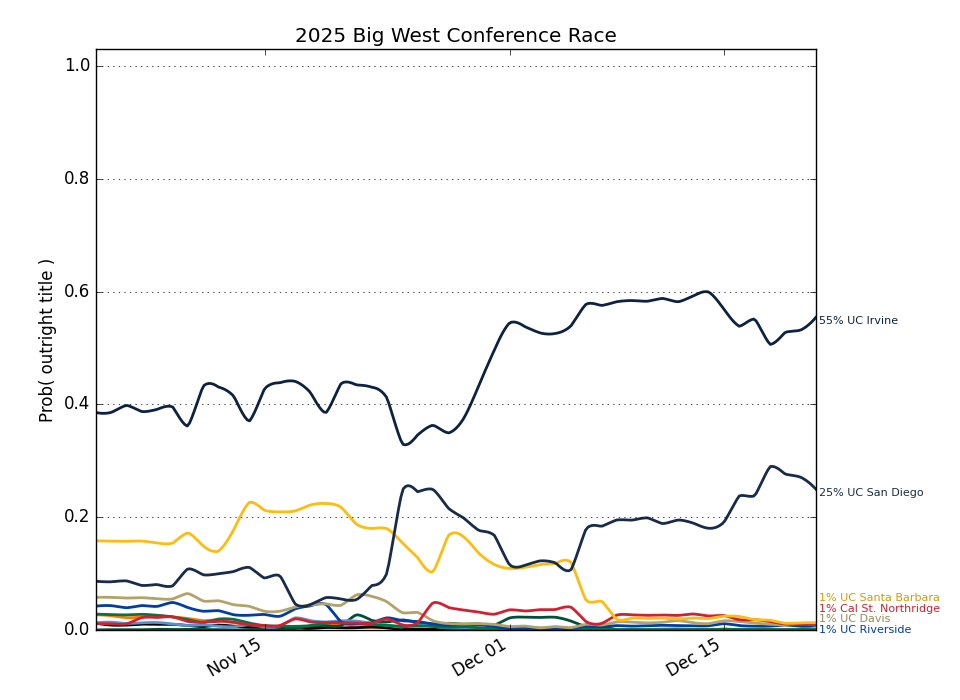 2025 Big West Conference Race
Prob( outright title )
1.0
0.8
0.6
0.4
0.2
0.0
Nov 15
Dec 01
Dec 15
55% UC Irvine
25% UC San Diego
1% UC Santa Barbara
1% Cal St. Northridge
1% UC Davis
1% UC Riverside